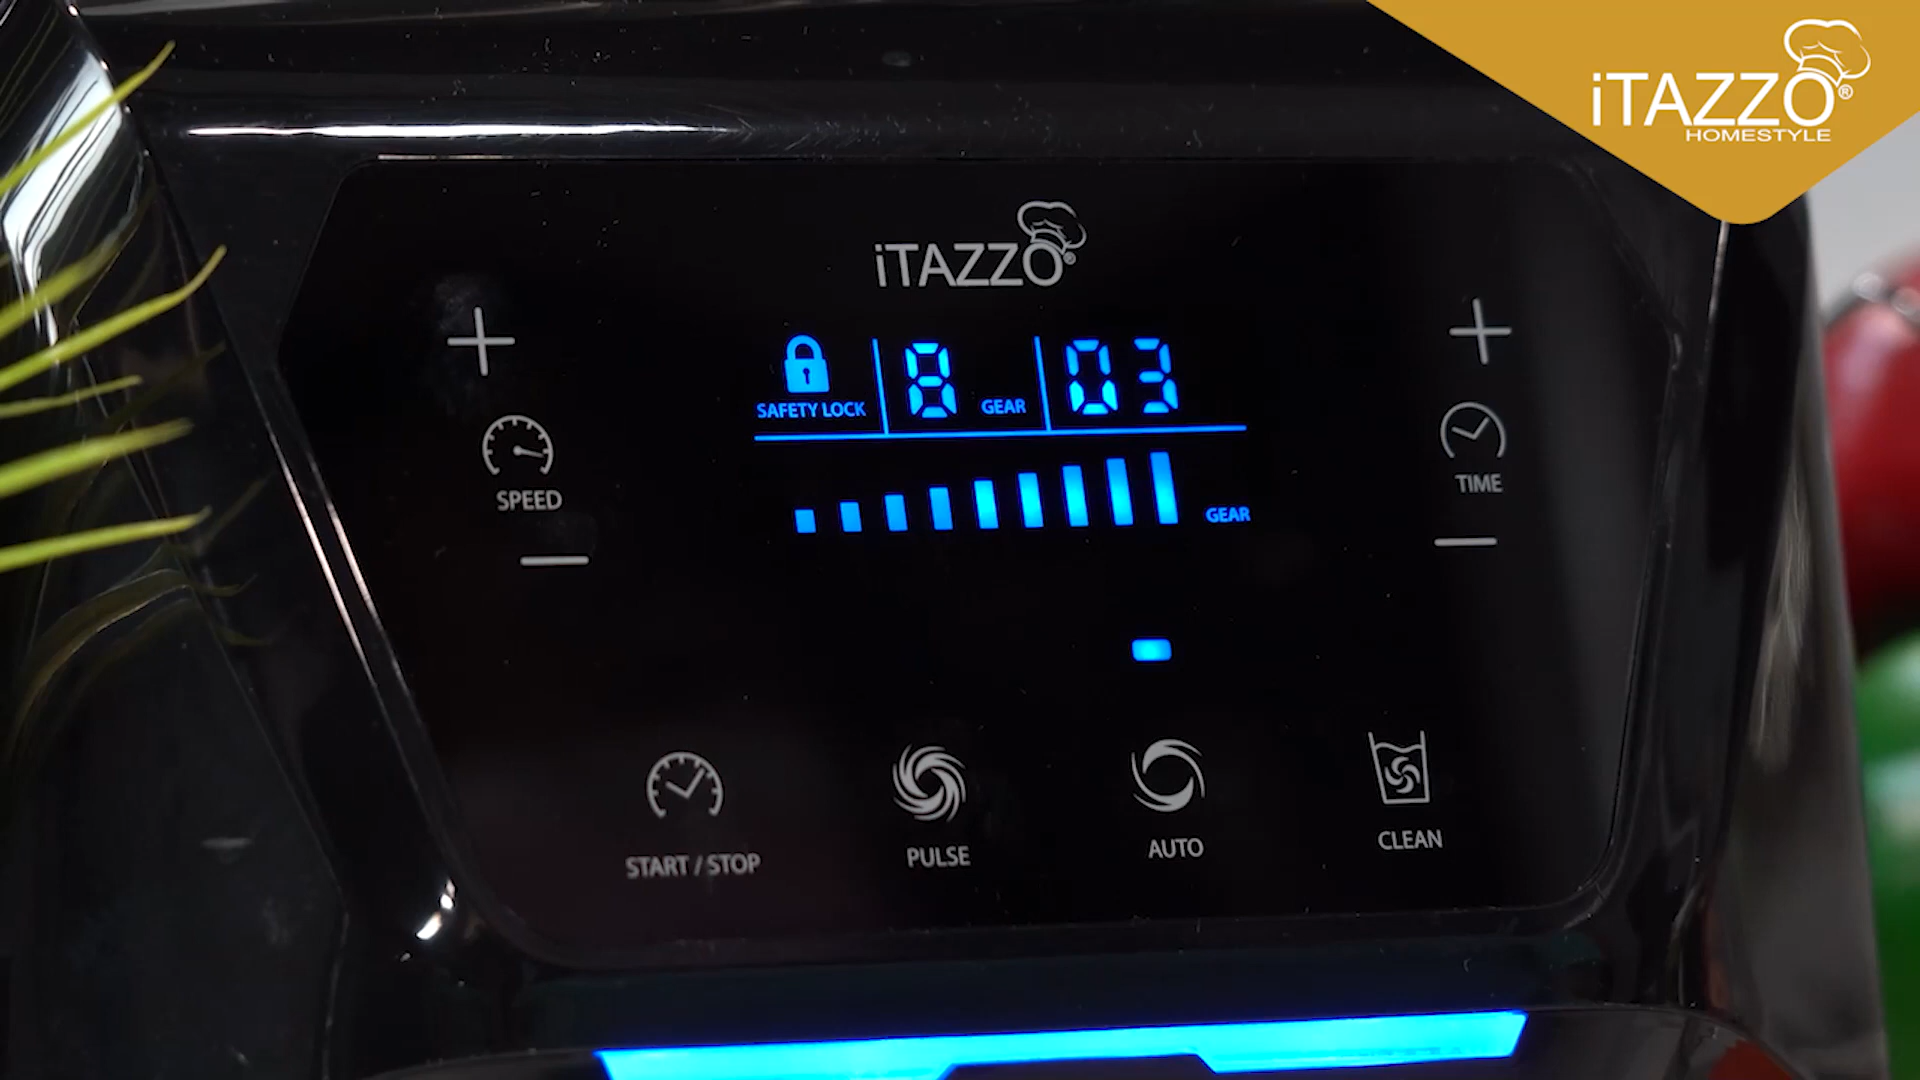 iTAZZO®
HOMESTYLE
iTAZZO®
SAFETY LOCK
8 GEAR
03
GEAR
SPEED
TIME
START / STOP
PULSE
AUTO
CLEAN